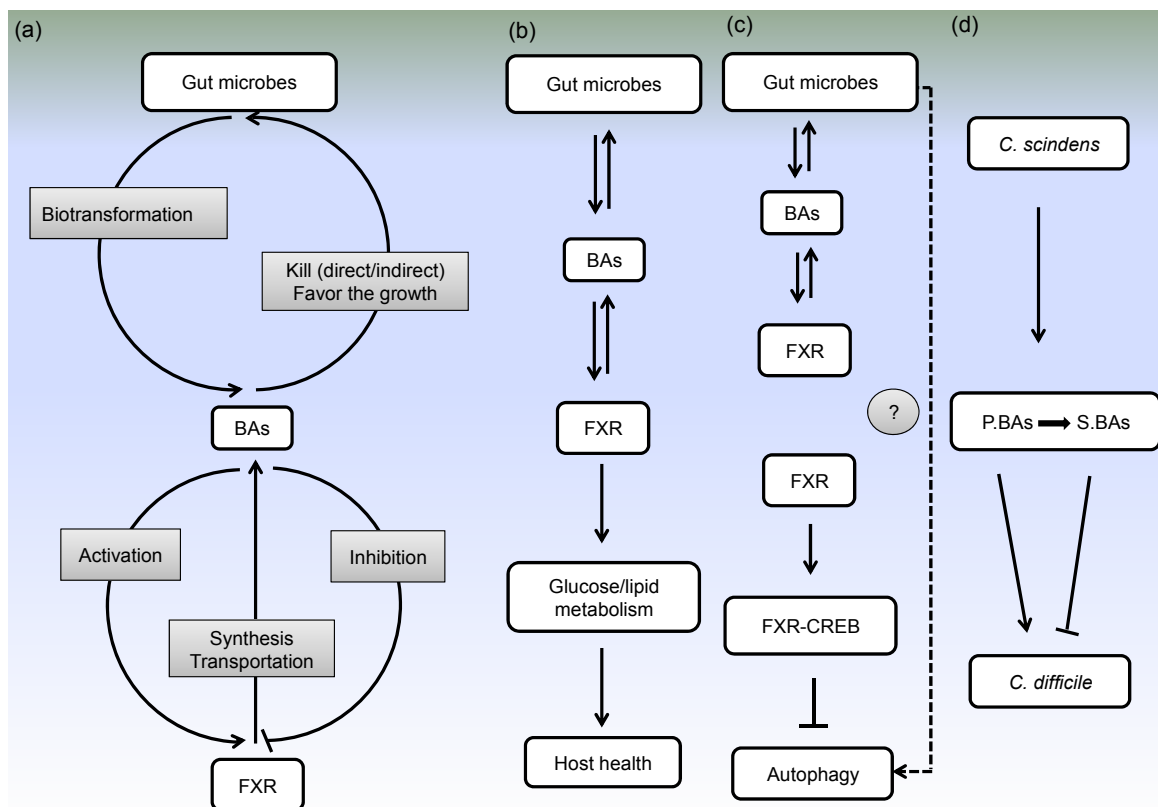 (a)
Gut microbes
Biotransformation
Kill (direct/indirect)
Favor the growth
BAs
Activation
Inhibition
Synthesis
Transportation
FXR
(b)
Gut microbes
BAs
FXR
Glucose/lipid
metabolism
Host health
(c)
Gut microbes
BAs
FXR
?
FXR
FXR-CREB
Autophagy
(d)
C. scindens
P.BAs S.BAs
C. difficile